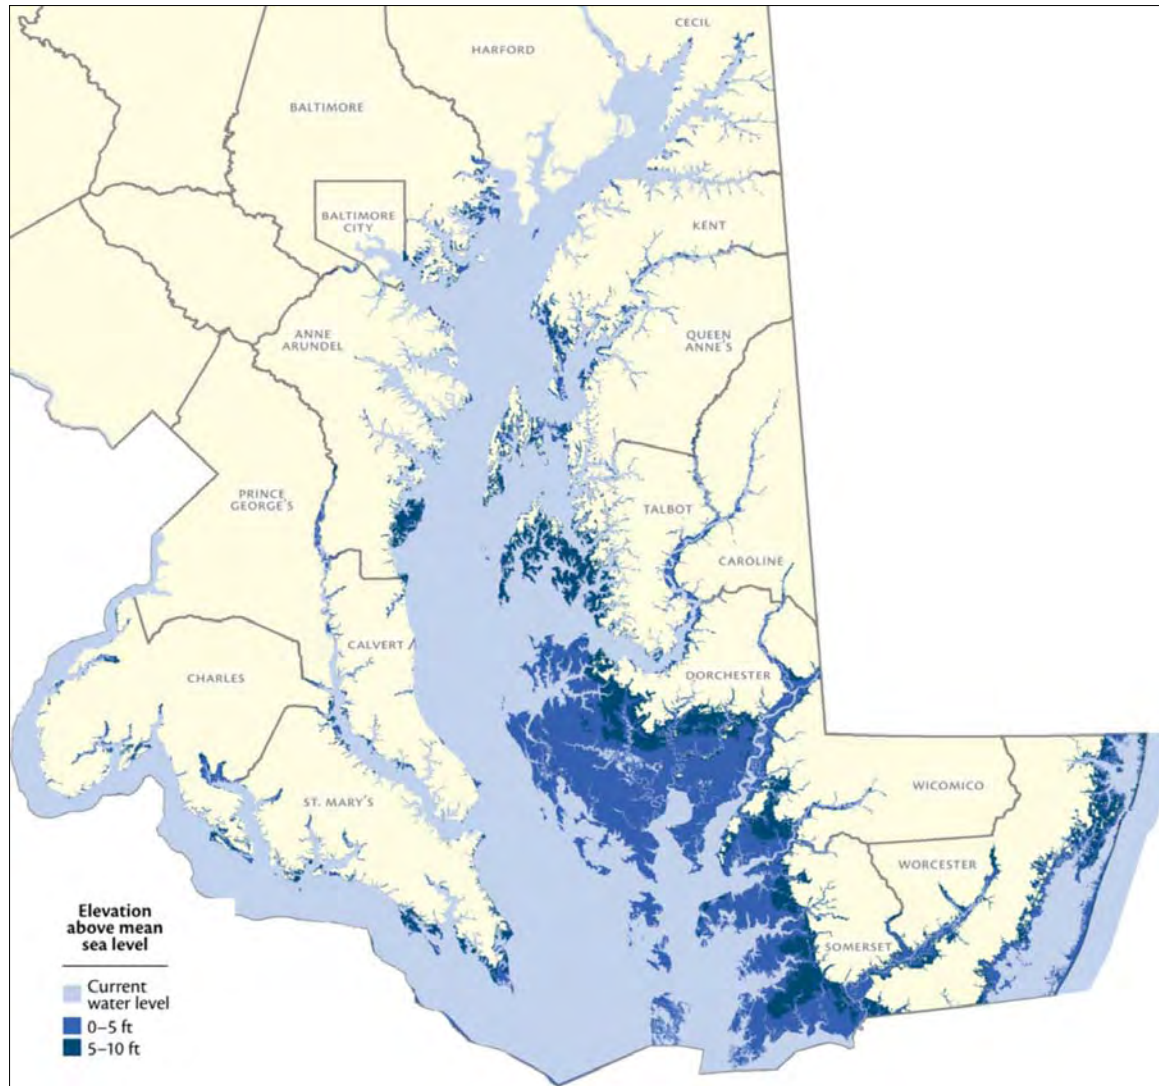 CECIL
HARFORD
BALTIMORE
BALTIMORE
CITY
KENT
ANNE
ARUNDEL
QUEEN
ANNE'S
PRINCE
GEORGE'S
TALBOT
CAROLINE
CALVERT
CHARLES
DORCHESTER
ST. MARY'S
WICOMICO
WORCESTER
SOMERSET
Elevation
above mean
sea level
Current
water level
0–5 ft
5–10 ft